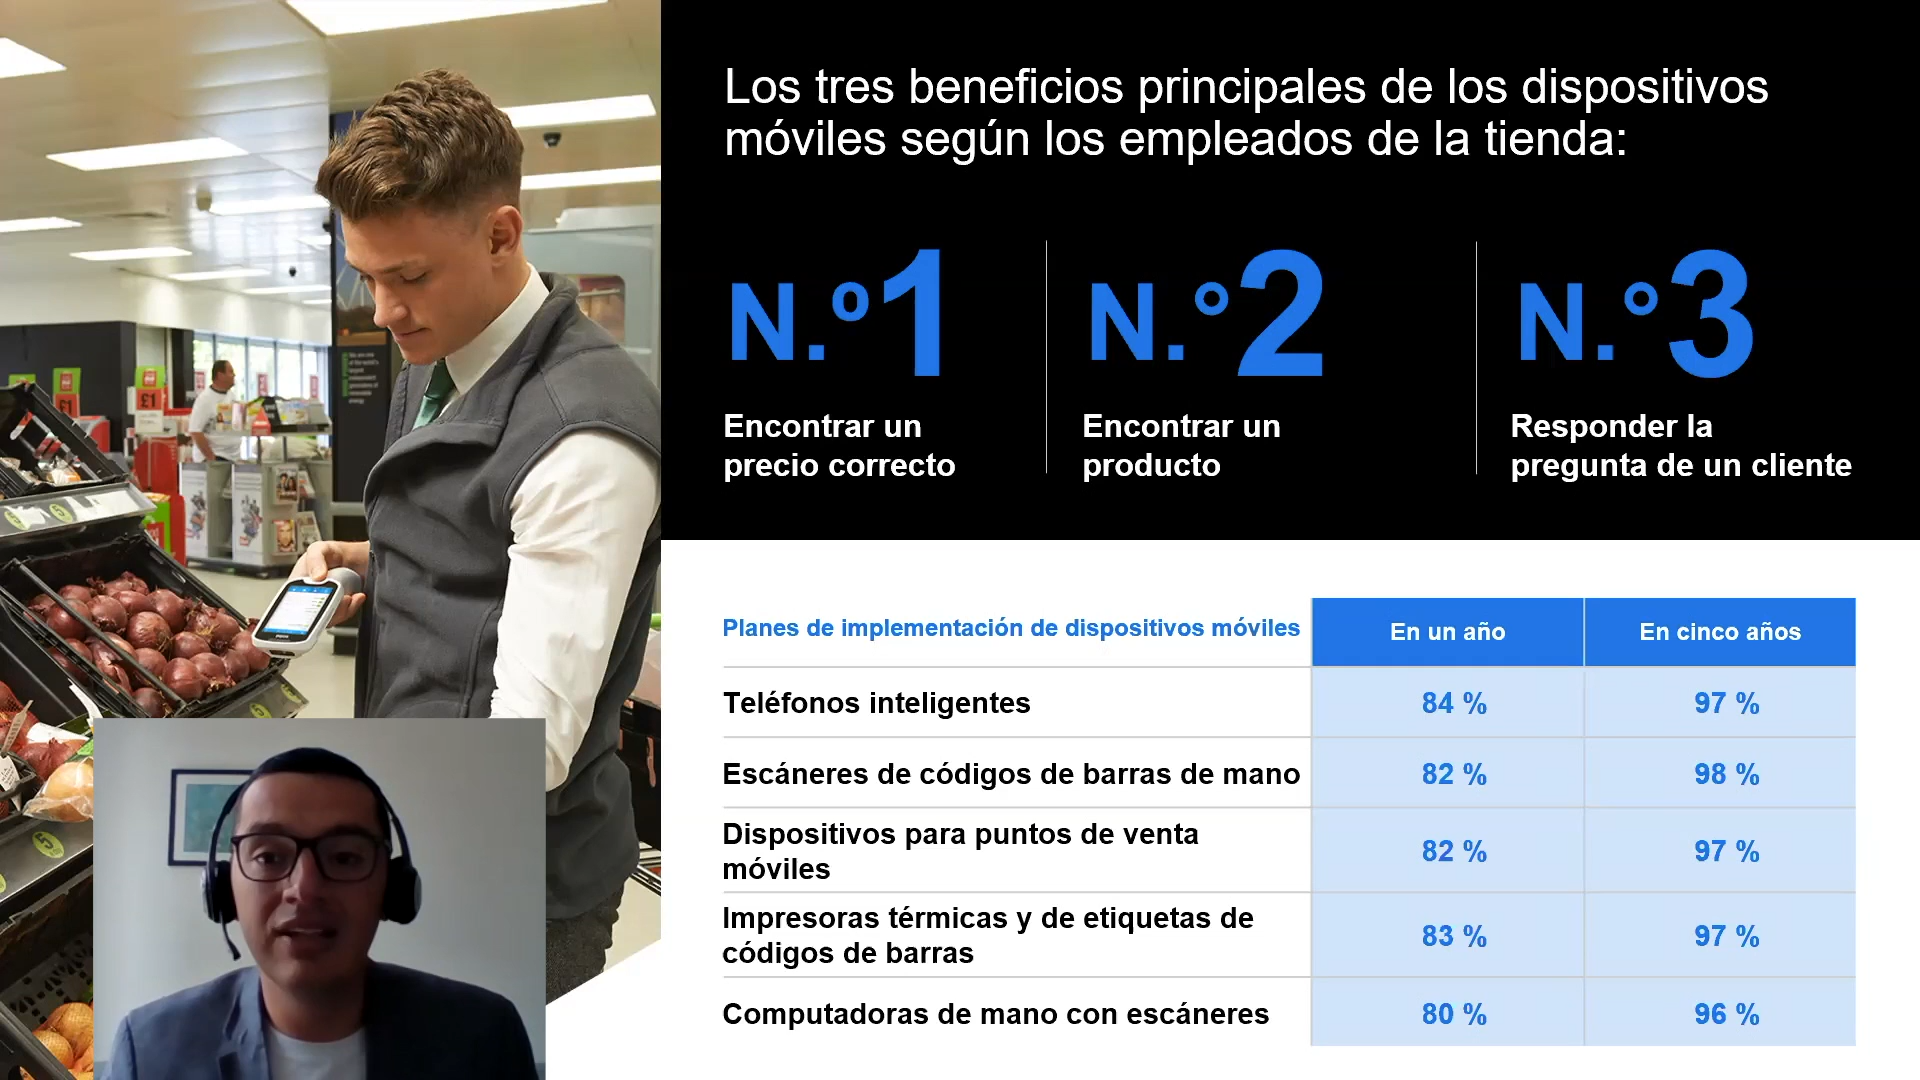 Los tres beneficios principales de los dispositivos
móviles según los empleados de la tienda:
N.º1
Encontrar un
precio correcto
N.°2
Encontrar un
producto
N.°3
Responder la
pregunta de un cliente
Planes de implementación de dispositivos móviles
En un año
En cinco años
Teléfonos inteligentes
84 %
97 %
Escáneres de códigos de barras de mano
82 %
98 %
Dispositivos para puntos de venta
móviles
82 %
97 %
Impresoras térmicas y de etiquetas de
códigos de barras
83 %
97 %
Computadoras de mano con escáneres
80 %
96 %
£1
£1